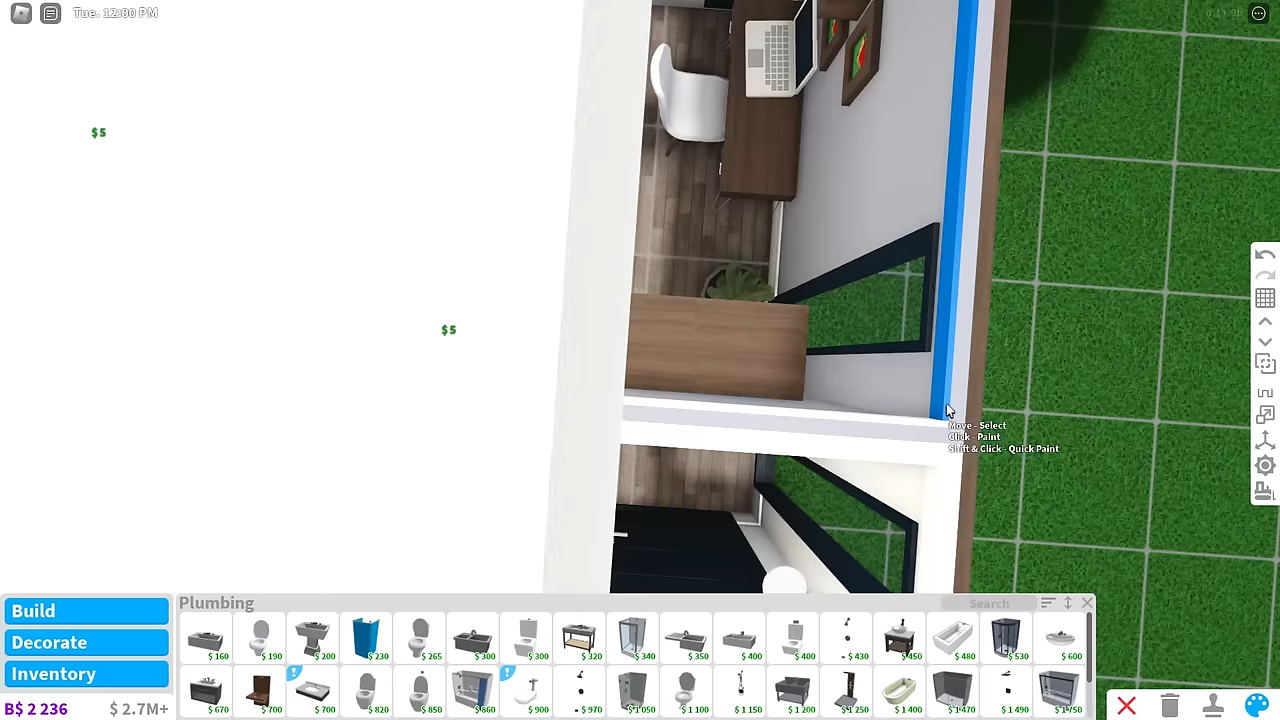 Tue. 12:00 PM
$5
$5
Move - Select
Click - Paint
Shift & Click - Quick Paint
Build
Decorate
Inventory
B$ 2 236
$ 2.7M+
Plumbing
Search
$ 160
$ 190
$ 200
$ 230
$ 265
$ 300
$ 300
$ 320
$ 340
$ 350
$ 400
$ 400
$ 430
$ 450
$ 480
$ 530
$ 600
$ 670
$ 700
$ 700
$ 820
$ 850
$ 860
$ 900
$ 970
$ 1 050
$ 1 100
$ 1 150
$ 1 200
$ 1 250
$ 1 400
$ 1 470
$ 1 490
$ 1 750